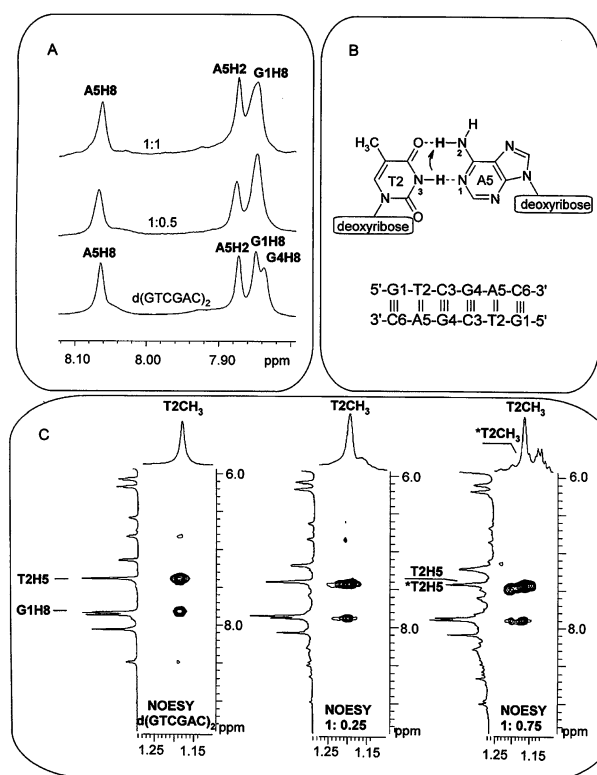 A
A5H8
A5H2
G1H8
1:1
1:0.5
A5H8
A5H2
G1H8
G4H8
d(GTCGAC)2
8.10 8.00 7.90 ppm
B
H
H3C
O H N
2
T2
N H N
3 1
A5
N
N
N
N
O
deoxyribose
deoxyribose
5'-G1-T2-C3-G4-A5-C6-3'
3'-C6-A5-G4-C3-T2-G1-5'
C
T2CH3
T2CH3
T2CH3
*T2CH3
6.0
6.0
6.0
T2H5
G1H8
T2H5
*T2H5
8.0
8.0
8.0
NOESY
d(GTCGAC)2
ppm
NOESY
1: 0.25
ppm
NOESY
1: 0.75
ppm
1.25 1.15
1.25 1.15
1.25 1.15